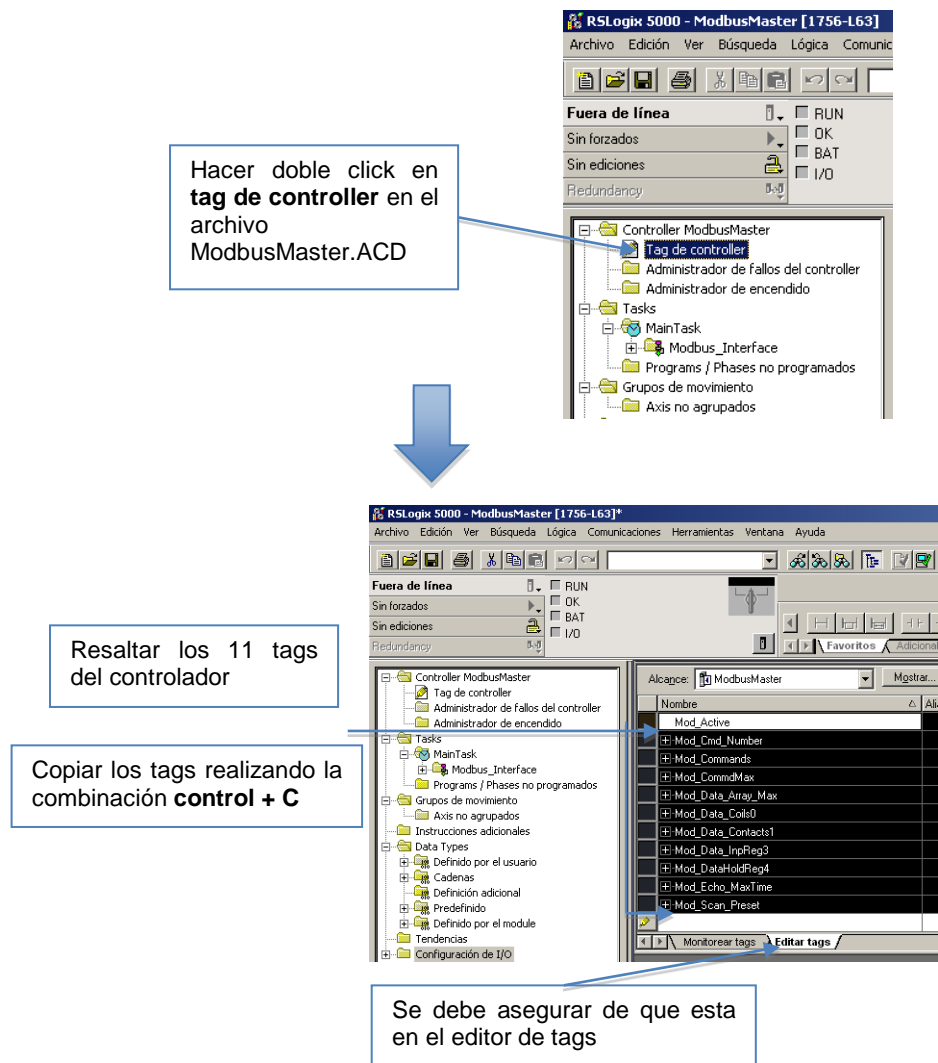 RSLogix 5000 - ModbusMaster [1756-L63]
Archivo Edición Ver Búsqueda Lógica Comunic
Fuera de línea
RUN
Sin forzados
OK
BAT
Sin ediciones
I/O
Redundancy
Hacer doble click en
tag de controller en el
archivo
ModbusMaster.ACD
Controller ModbusMaster
Tag de controller
Administrador de fallos del controller
Administrador de encendido
Tasks
MainTask
Modbus_Interface
Programs / Phases no programados
Grupos de movimiento
Axis no agrupados
RSLogix 5000 - ModbusMaster [1756-L63]*
Archivo Edición Ver Búsqueda Lógica Comunicaciones Herramientas Ventana Ayuda
Fuera de línea
RUN
Sin forzados
OK
BAT
Sin ediciones
I/O
Redundancy
Favoritos Adicional
Resaltar los 11 tags
del controlador
Copiar los tags realizando la
combinación control + C
Controller ModbusMaster
Tag de controller
Administrador de fallos del controller
Administrador de encendido
Tasks
MainTask
Modbus_Interface
Programs / Phases no programados
Grupos de movimiento
Axis no agrupados
Instrucciones adicionales
Data Types
Definido por el usuario
Cadenas
Definición adicional
Predefinido
Definido por el module
Tendencias
Configuración de I/O
Alcance: ModbusMaster Mostrar...
Nombre Alia
Mod_Active
Mod_Cmd_Number
Mod_Commands
Mod_CommdMax
Mod_Data_Array_Max
Mod_Data_Coils0
Mod_Data_Contacts1
Mod_Data_InpReg3
Mod_DataHoldReg4
Mod_Echo_MaxTime
Mod_Scan_Preset
Monitorear tags Editar tags
Se debe asegurar de que esta
en el editor de tags